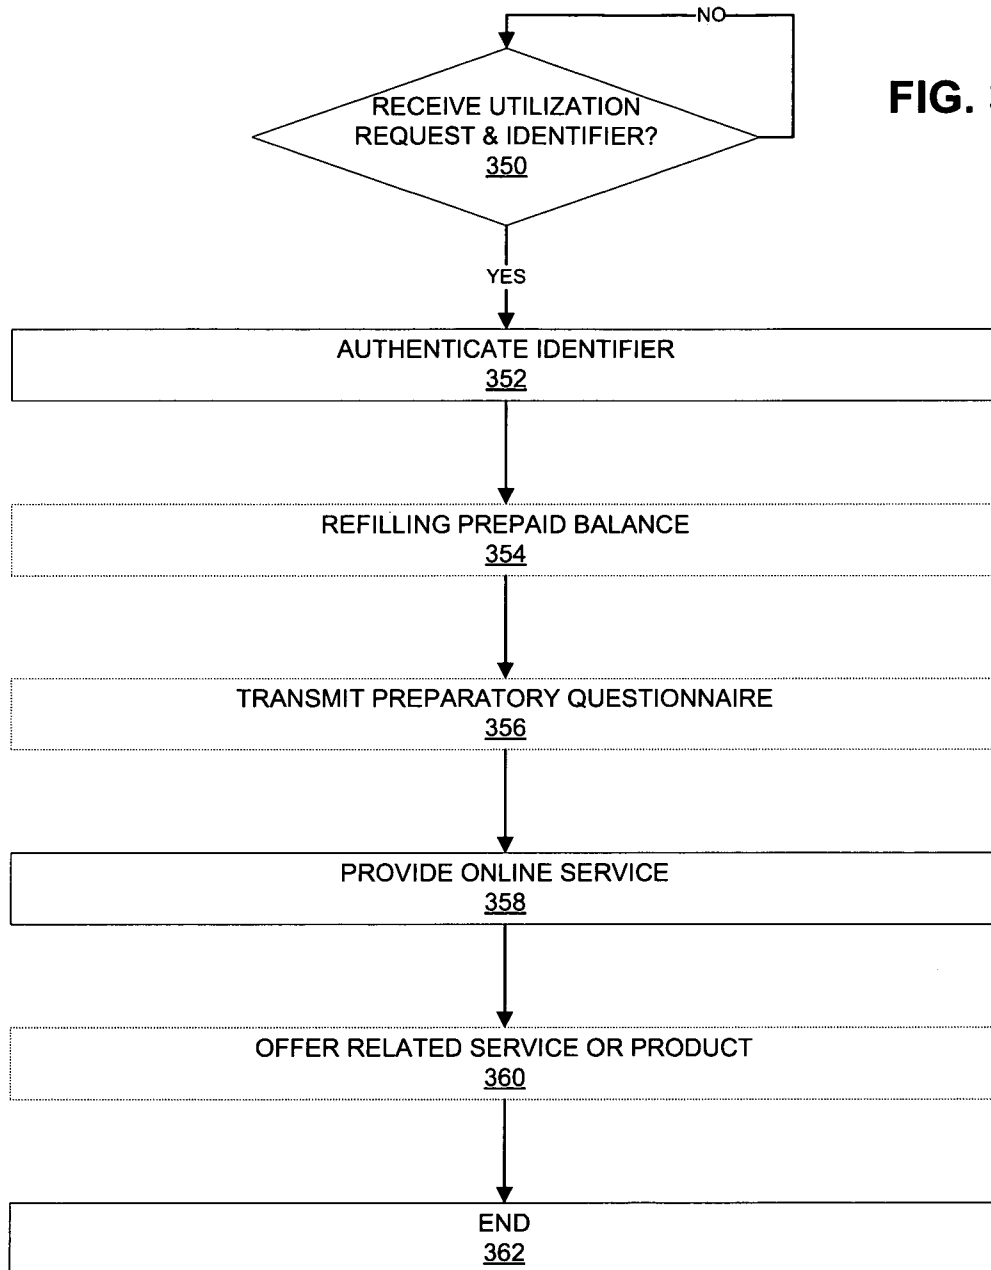 NO
FIG.
RECEIVE UTILIZATION
REQUEST & IDENTIFIER?
350
YES
AUTHENTICATE IDENTIFIER
352
REFILLING PREPAID BALANCE
354
TRANSMIT PREPARATORY QUESTIONNAIRE
356
PROVIDE ONLINE SERVICE
358
OFFER RELATED SERVICE OR PRODUCT
360
END
362